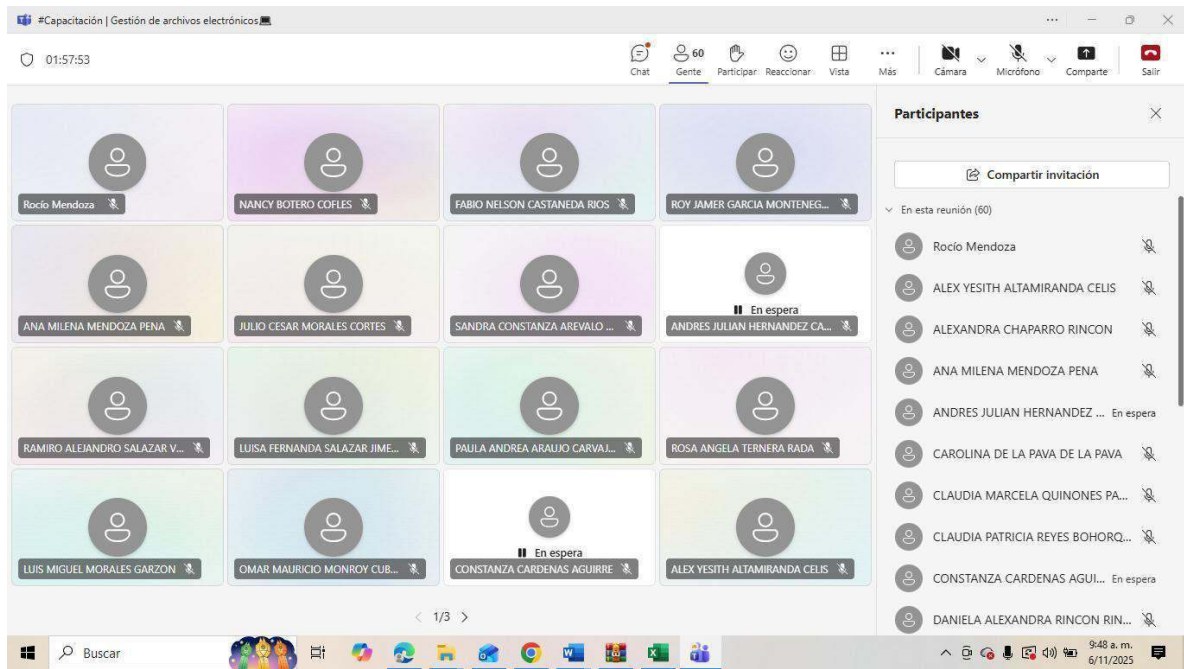 #Capacitación | Gestión de archivos electrónicos
01:57:53
Chat
60
Gente
Participar
Reaccionar
Vista
Más
Cámara
Micrófono
Comparte
Salir
Rocío Mendoza
NANCY BOTERO COFLES
FABIO NELSON CASTANEDA RIOS
ROY JAMER GARCIA MONTENEG...
ANA MILENA MENDOZA PENA
JULIO CESAR MORALES CORTES
SANDRA CONSTANZA AREVALO ...
En espera
ANDRES JULIAN HERNANDEZ CA...
RAMIRO ALEJANDRO SALAZAR V...
LUISA FERNANDA SALAZAR JIME...
PAULA ANDREA ARAUJO CARVAJ...
ROSA ANGELA TERNERA RADA
LUIS MIGUEL MORALES GARZON
OMAR MAURICIO MONROY CUB...
En espera
CONSTANZA CARDENAS AGUIRRE
ALEX YESITH ALTAMIRANDA CELIS
1/3
Participantes
Compartir invitación
En esta reunión (60)
Rocío Mendoza
ALEX YESITH ALTAMIRANDA CELIS
ALEXANDRA CHAPARRO RINCON
ANA MILENA MENDOZA PENA
ANDRES JULIAN HERNANDEZ ... En espera
CAROLINA DE LA PAVA DE LA PAVA
CLAUDIA MARCELA QUINONES PA...
CLAUDIA PATRICIA REYES BOHORQ...
CONSTANZA CARDENAS AGUI... En espera
DANIELA ALEXANDRA RINCON RIN...
Buscar
9:48 a. m.
6/11/2025